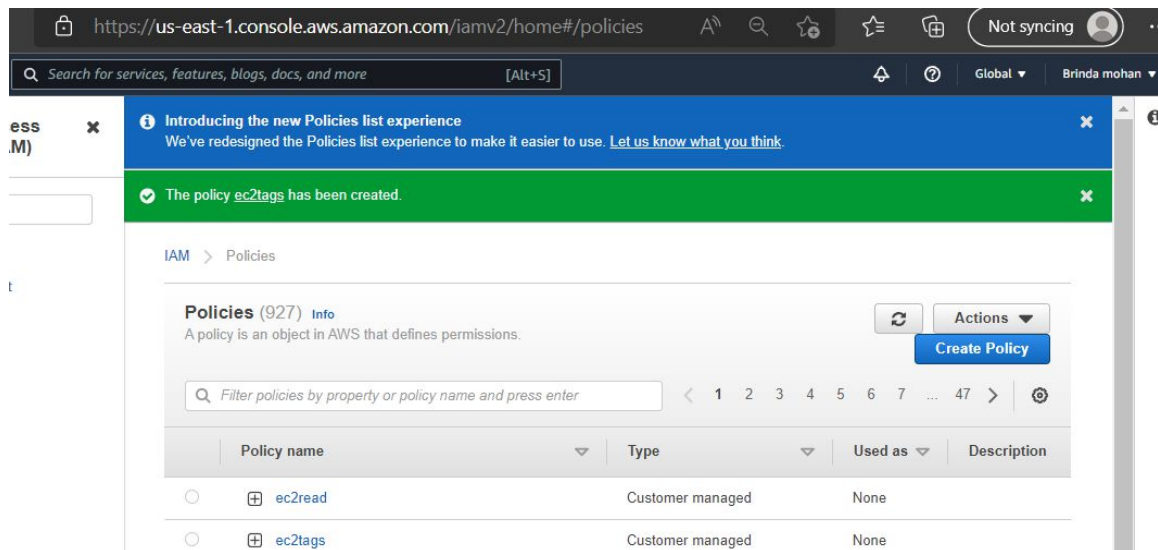 https://us-east-1.console.aws.amazon.com/iamv2/home#/policies
Not syncing
Search for services, features, blogs, docs, and more [Alt+S]
Global
Brinda mohan
ess
M)
Introducing the new Policies list experience
We've redesigned the Policies list experience to make it easier to use. Let us know what you think.
The policy ec2tags has been created.
IAM > Policies
t
Policies (927) Info
A policy is an object in AWS that defines permissions.
Actions
Create Policy
Filter policies by property or policy name and press enter
< 1 2 3 4 5 6 7 ... 47 >
Policy name Type Used as Description
ec2read Customer managed None
ec2tags Customer managed None